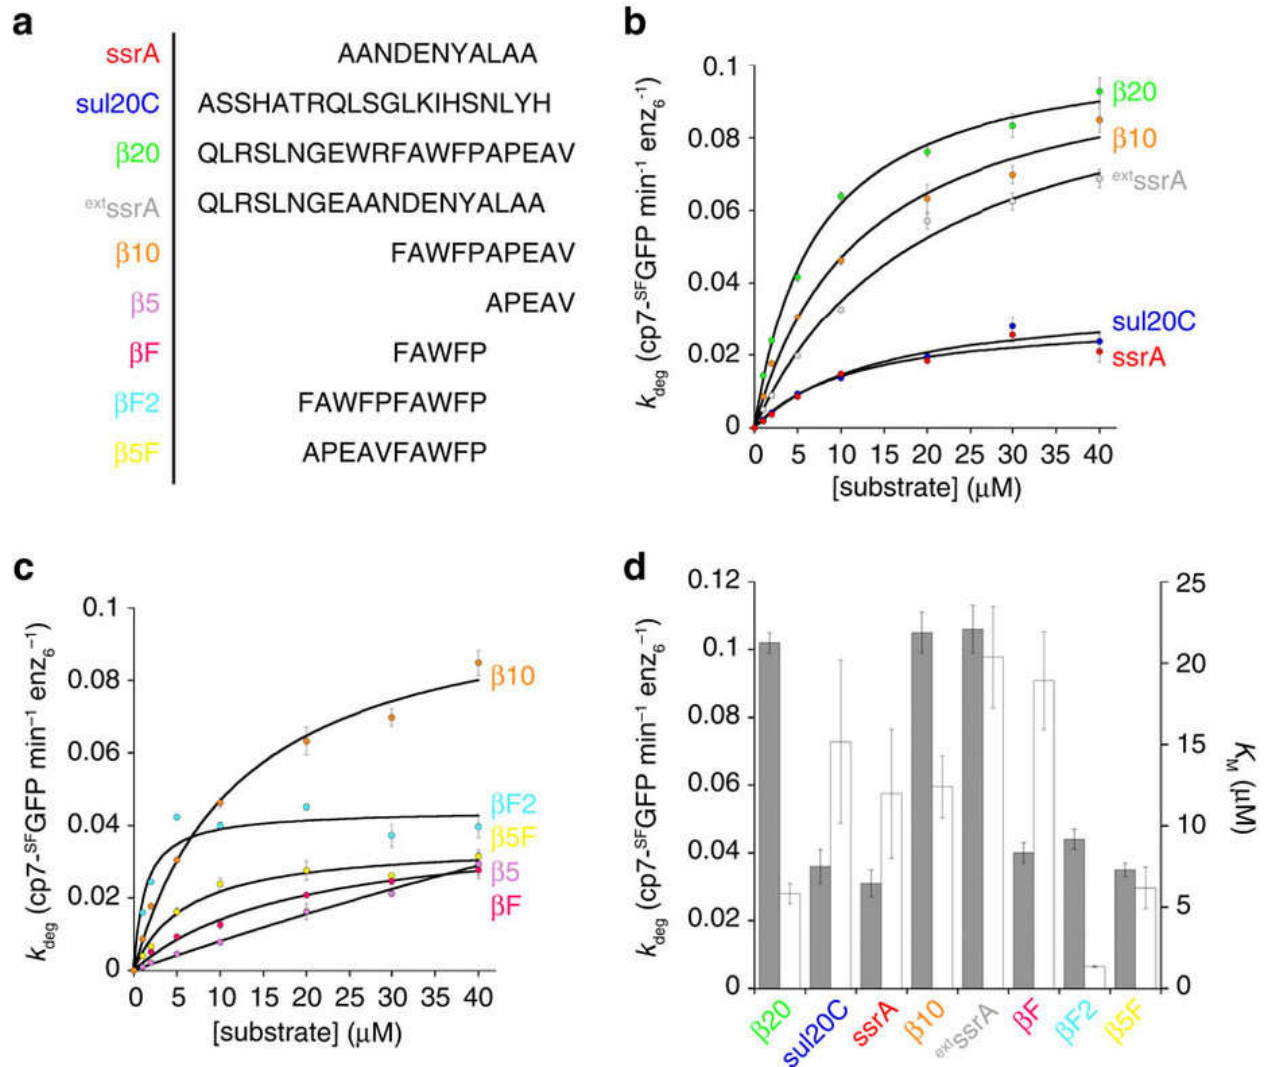 a
ssrA AANDENYALAA
sul20C ASSHATRQLSGLKIHSNLYH
β20 QLRSLNGEWRFAWFPAPEAV
extssrA QLRSLNGEAANDENYALAA
β10 FAWFPAPEAV
β5 APEAV
βF FAWFP
βF2 FAWFPFAWFP
β5F APEAVFAWFP
b
kdeg (cp7-SFGFP min-1 enz6-1)
0.1
0.08
0.06
0.04
0.02
0
0 5 10 15 20 25 30 35 40
[substrate] (μM)
β20
β10
extssrA
sul20C
ssrA
c
kdeg (cp7-SFGFP min−1 enz6−1)
0.1
0.08
0.06
0.04
0.02
0
0 5 10 15 20 25 30 35 40
[substrate] (μM)
β10
βF2
β5F
β5
βF
d
kdeg (cp7-SFGFP min−1 enz6−1)
0.12
0.1
0.08
0.06
0.04
0.02
0
25
20
15
10
5
0
KM (μM)
β20 sul20C ssrA β10 extssrA βF βF2 β5F